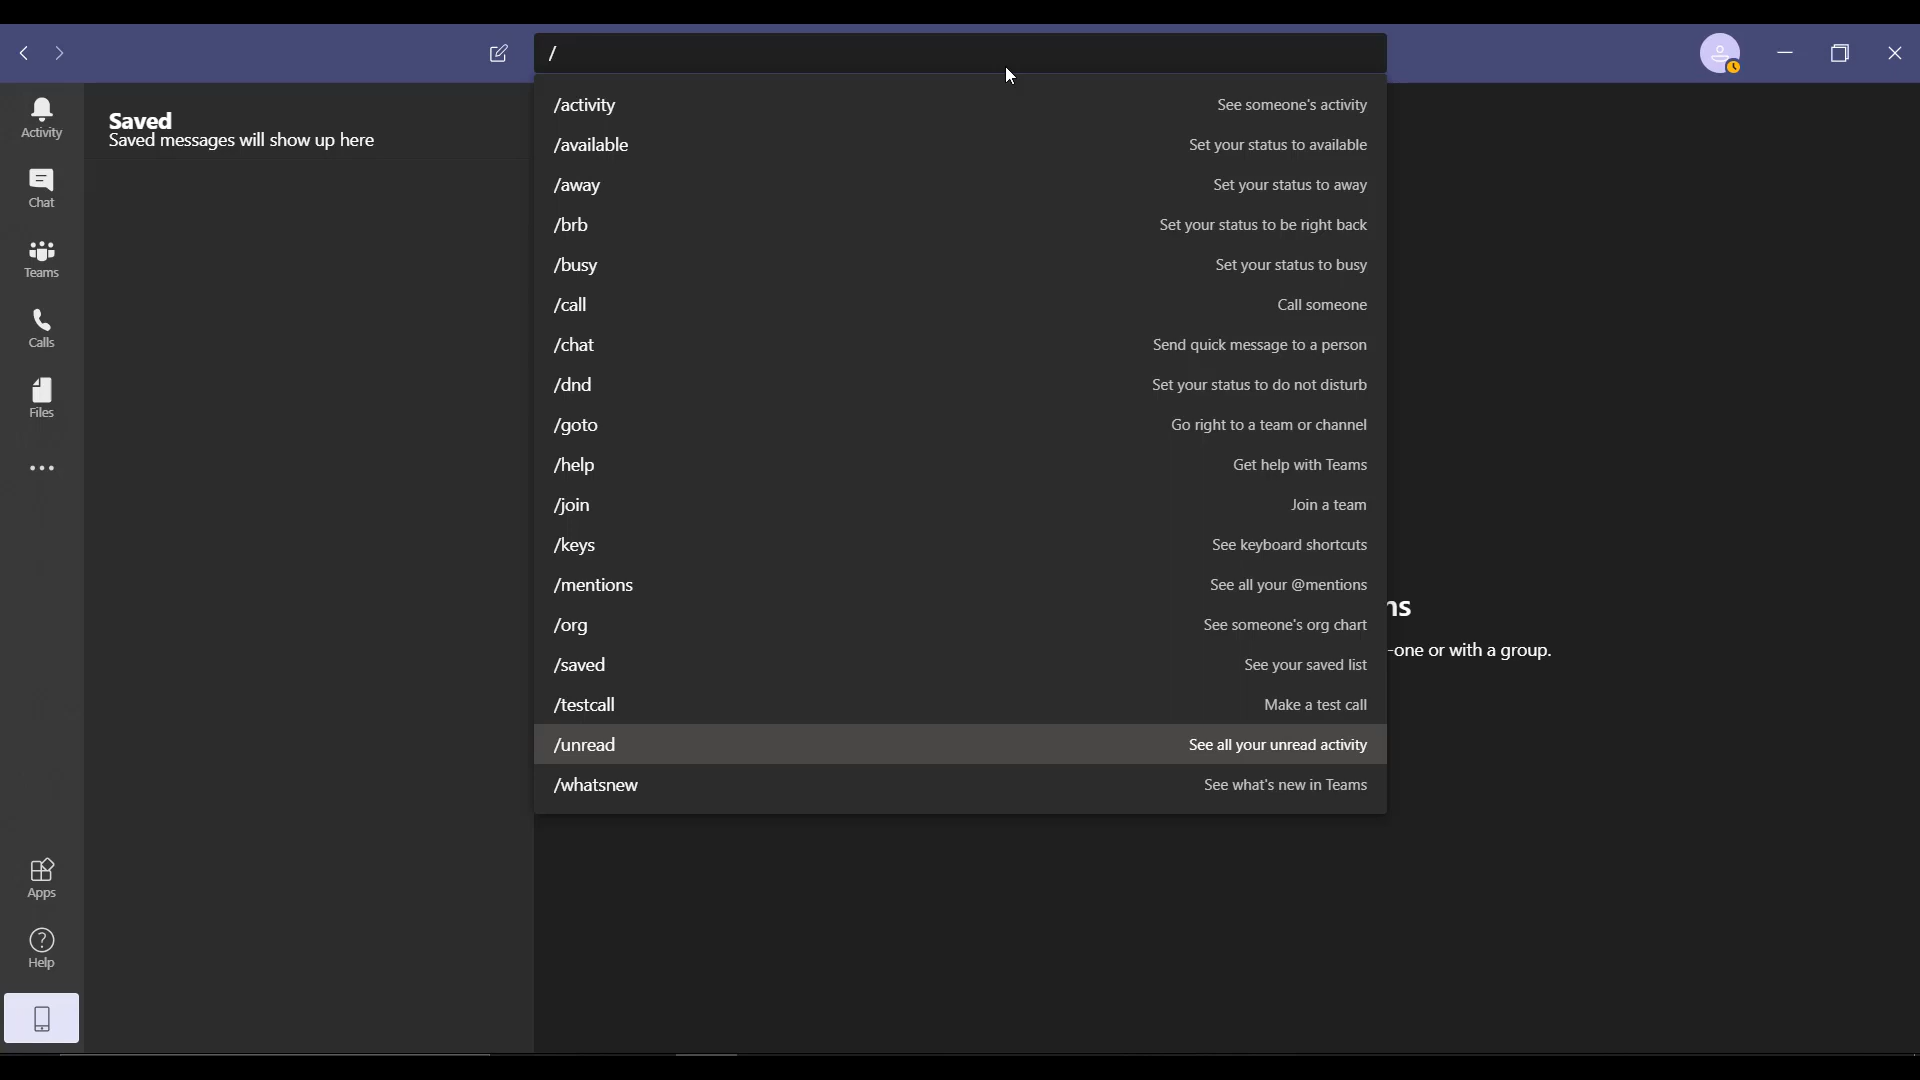 /
Activity
Chat
Teams
Calls
Files
Apps
Help
Saved
Saved messages will show up here
/activity See someone's activity
/available Set your status to available
/away Set your status to away
/brb Set your status to be right back
/busy Set your status to busy
/call Call someone
/chat Send quick message to a person
/dnd Set your status to do not disturb
/goto Go right to a team or channel
/help Get help with Teams
/join Join a team
/keys See keyboard shortcuts
/mentions See all your @mentions
/org See someone's org chart
/saved See your saved list
/testcall Make a test call
/unread See all your unread activity
/whatsnew See what's new in Teams
ns
-one or with a group.